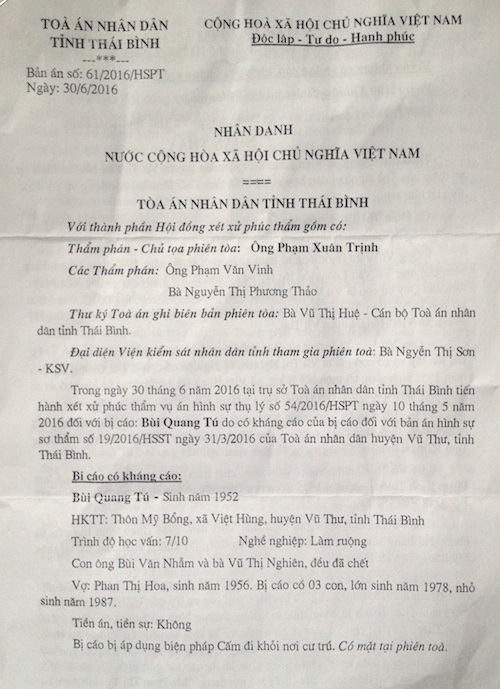 TOÀ ÁN NHÂN DÂN
TỈNH THÁI BÌNH
---***---
Bản án số: 61/2016/HSPT
Ngày: 30/6/2016
CỘNG HOÀ XÃ HỘI CHỦ NGHĨA VIỆT NAM
Độc lập - Tự do - Hạnh phúc
NHÂN DANH
NƯỚC CỘNG HÒA XÃ HỘI CHỦ NGHĨA VIỆT NAM
====
TÒA ÁN NHÂN DÂN TỈNH THÁI BÌNH
Với thành phần Hội đồng xét xử phúc thẩm gồm có:
Thẩm phán - Chủ tọa phiên tòa: Ông Phạm Xuân Trịnh
Các Thẩm phán: Ông Phạm Văn Vinh
Bà Nguyễn Thị Phương Thảo
Thư ký Toà án ghi biên bản phiên tòa: Bà Vũ Thị Huệ - Cán bộ Toà án nhân
dân tỉnh Thái Bình.
Đại diện Viện kiểm sát nhân dân tỉnh tham gia phiên toà: Bà Ngyễn Thị Sơn
- KSV.
Trong ngày 30 tháng 6 năm 2016 tại trụ sở Toà án nhân dân tỉnh Thái Bình tiến
hành xét xử phúc thẩm vụ án hình sự thụ lý số 54/2016/HSPT ngày 10 tháng 5 năm
2016 đối với bị cáo: Bùi Quang Tú do có kháng cáo của bị cáo đối với bản án hình sự
sơ thẩm số 19/2016/HSST ngày 31/3/2016 của Toà án nhân dân huyện Vũ Thư, tỉnh
Thái Bình.
Bị cáo có kháng cáo:
Bùi Quang Tú - Sinh năm 1952
HKTT: Thôn Mỹ Bổng, xã Việt Hùng, huyện Vũ Thư, tỉnh Thái Bình
Trình độ học vấn: 7/10 Nghề nghiệp: Làm ruộng
Con ông Bùi Văn Nhẫm và bà Vũ Thị Nghiên, đều đã chết
Vợ: Phan Thị Hoa, sinh năm 1956. Bị cáo có 03 con, lớn sinh năm 1978, nhỏ
sinh năm 1987.
Tiền án, tiền sự: Không
Bị cáo bị áp dụng biện pháp Cấm đi khỏi nơi cư trú. Có mặt tại phiên toà.